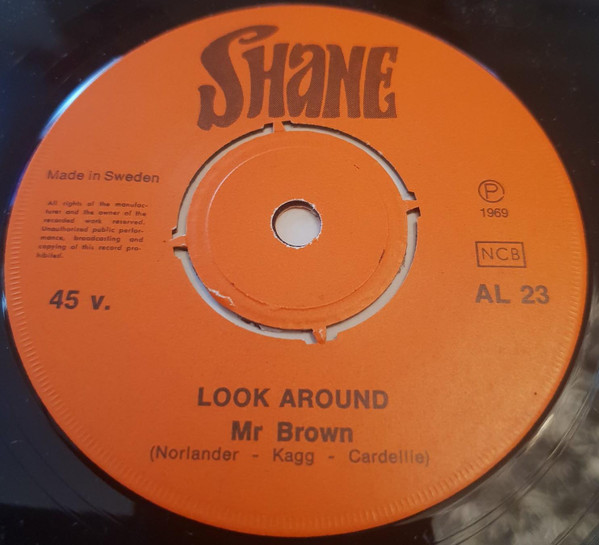 SHANE
Made in Sweden
All rights of the manufac-
turer and the owner of the
recorded work reserved.
Unauthorized public perfor-
mance, broadcasting and
copying of this record pro-
hibited.
45 v.
P
1969
NCB
AL 23
LOOK AROUND
Mr Brown
(Norlander - Kagg - Cardellie)